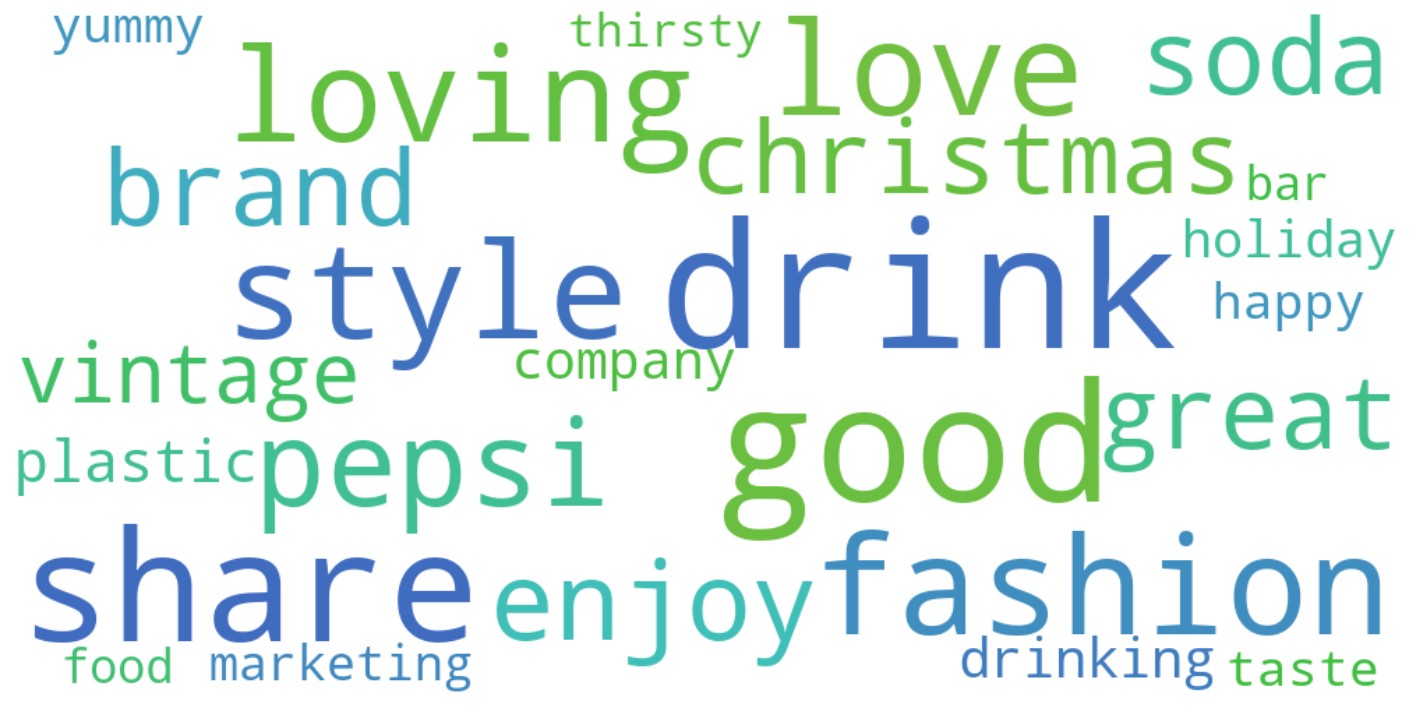 yummy
thirsty
loving
love
soda
christmas
brand
bar
style
drink
holiday
happy
vintage
company
plastic
pepsi
good
great
share
enjoy
fashion
food
marketing
drinking
taste